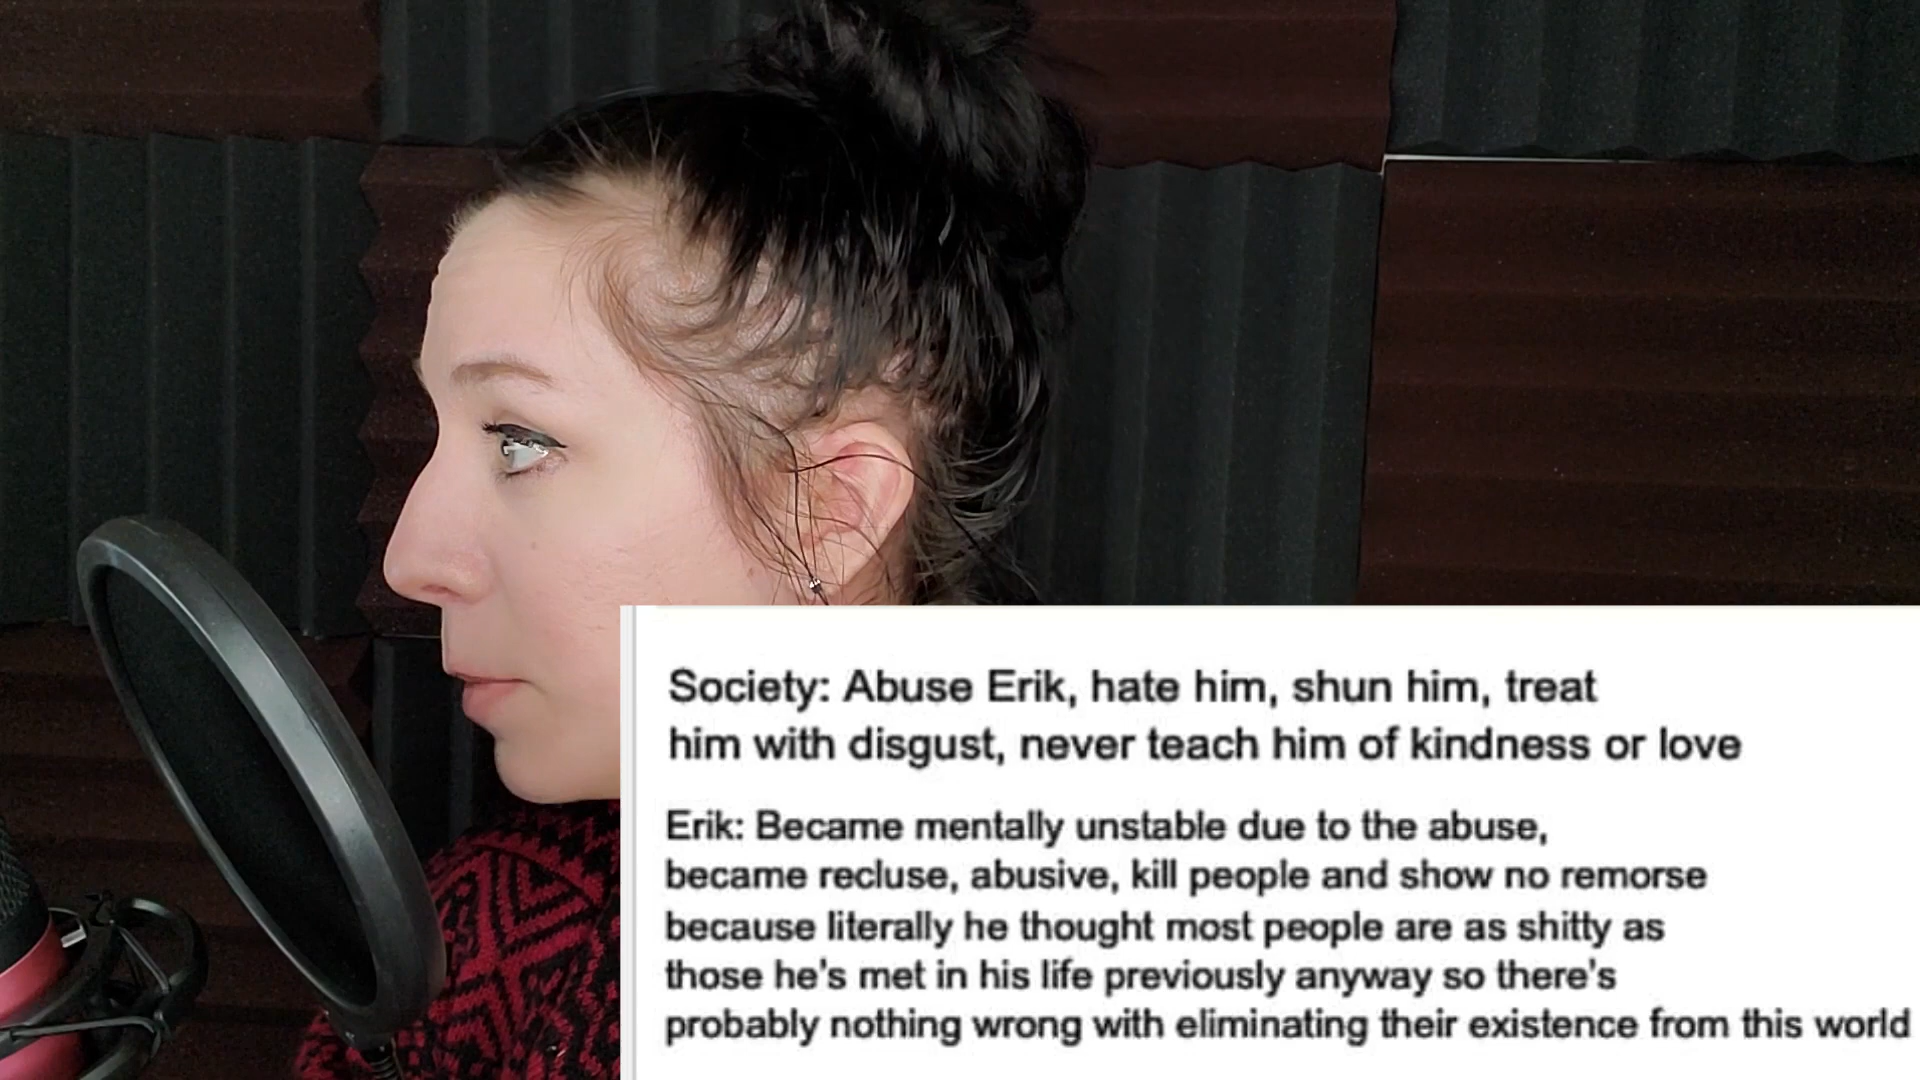 Society: Abuse Erik, hate him, shun him, treat
him with disgust, never teach him of kindness or love
Erik: Became mentally unstable due to the abuse,
became recluse, abusive, kill people and show no remorse
because literally he thought most people are as shitty as
those he's met in his life previously anyway so there's
probably nothing wrong with eliminating their existence from this world